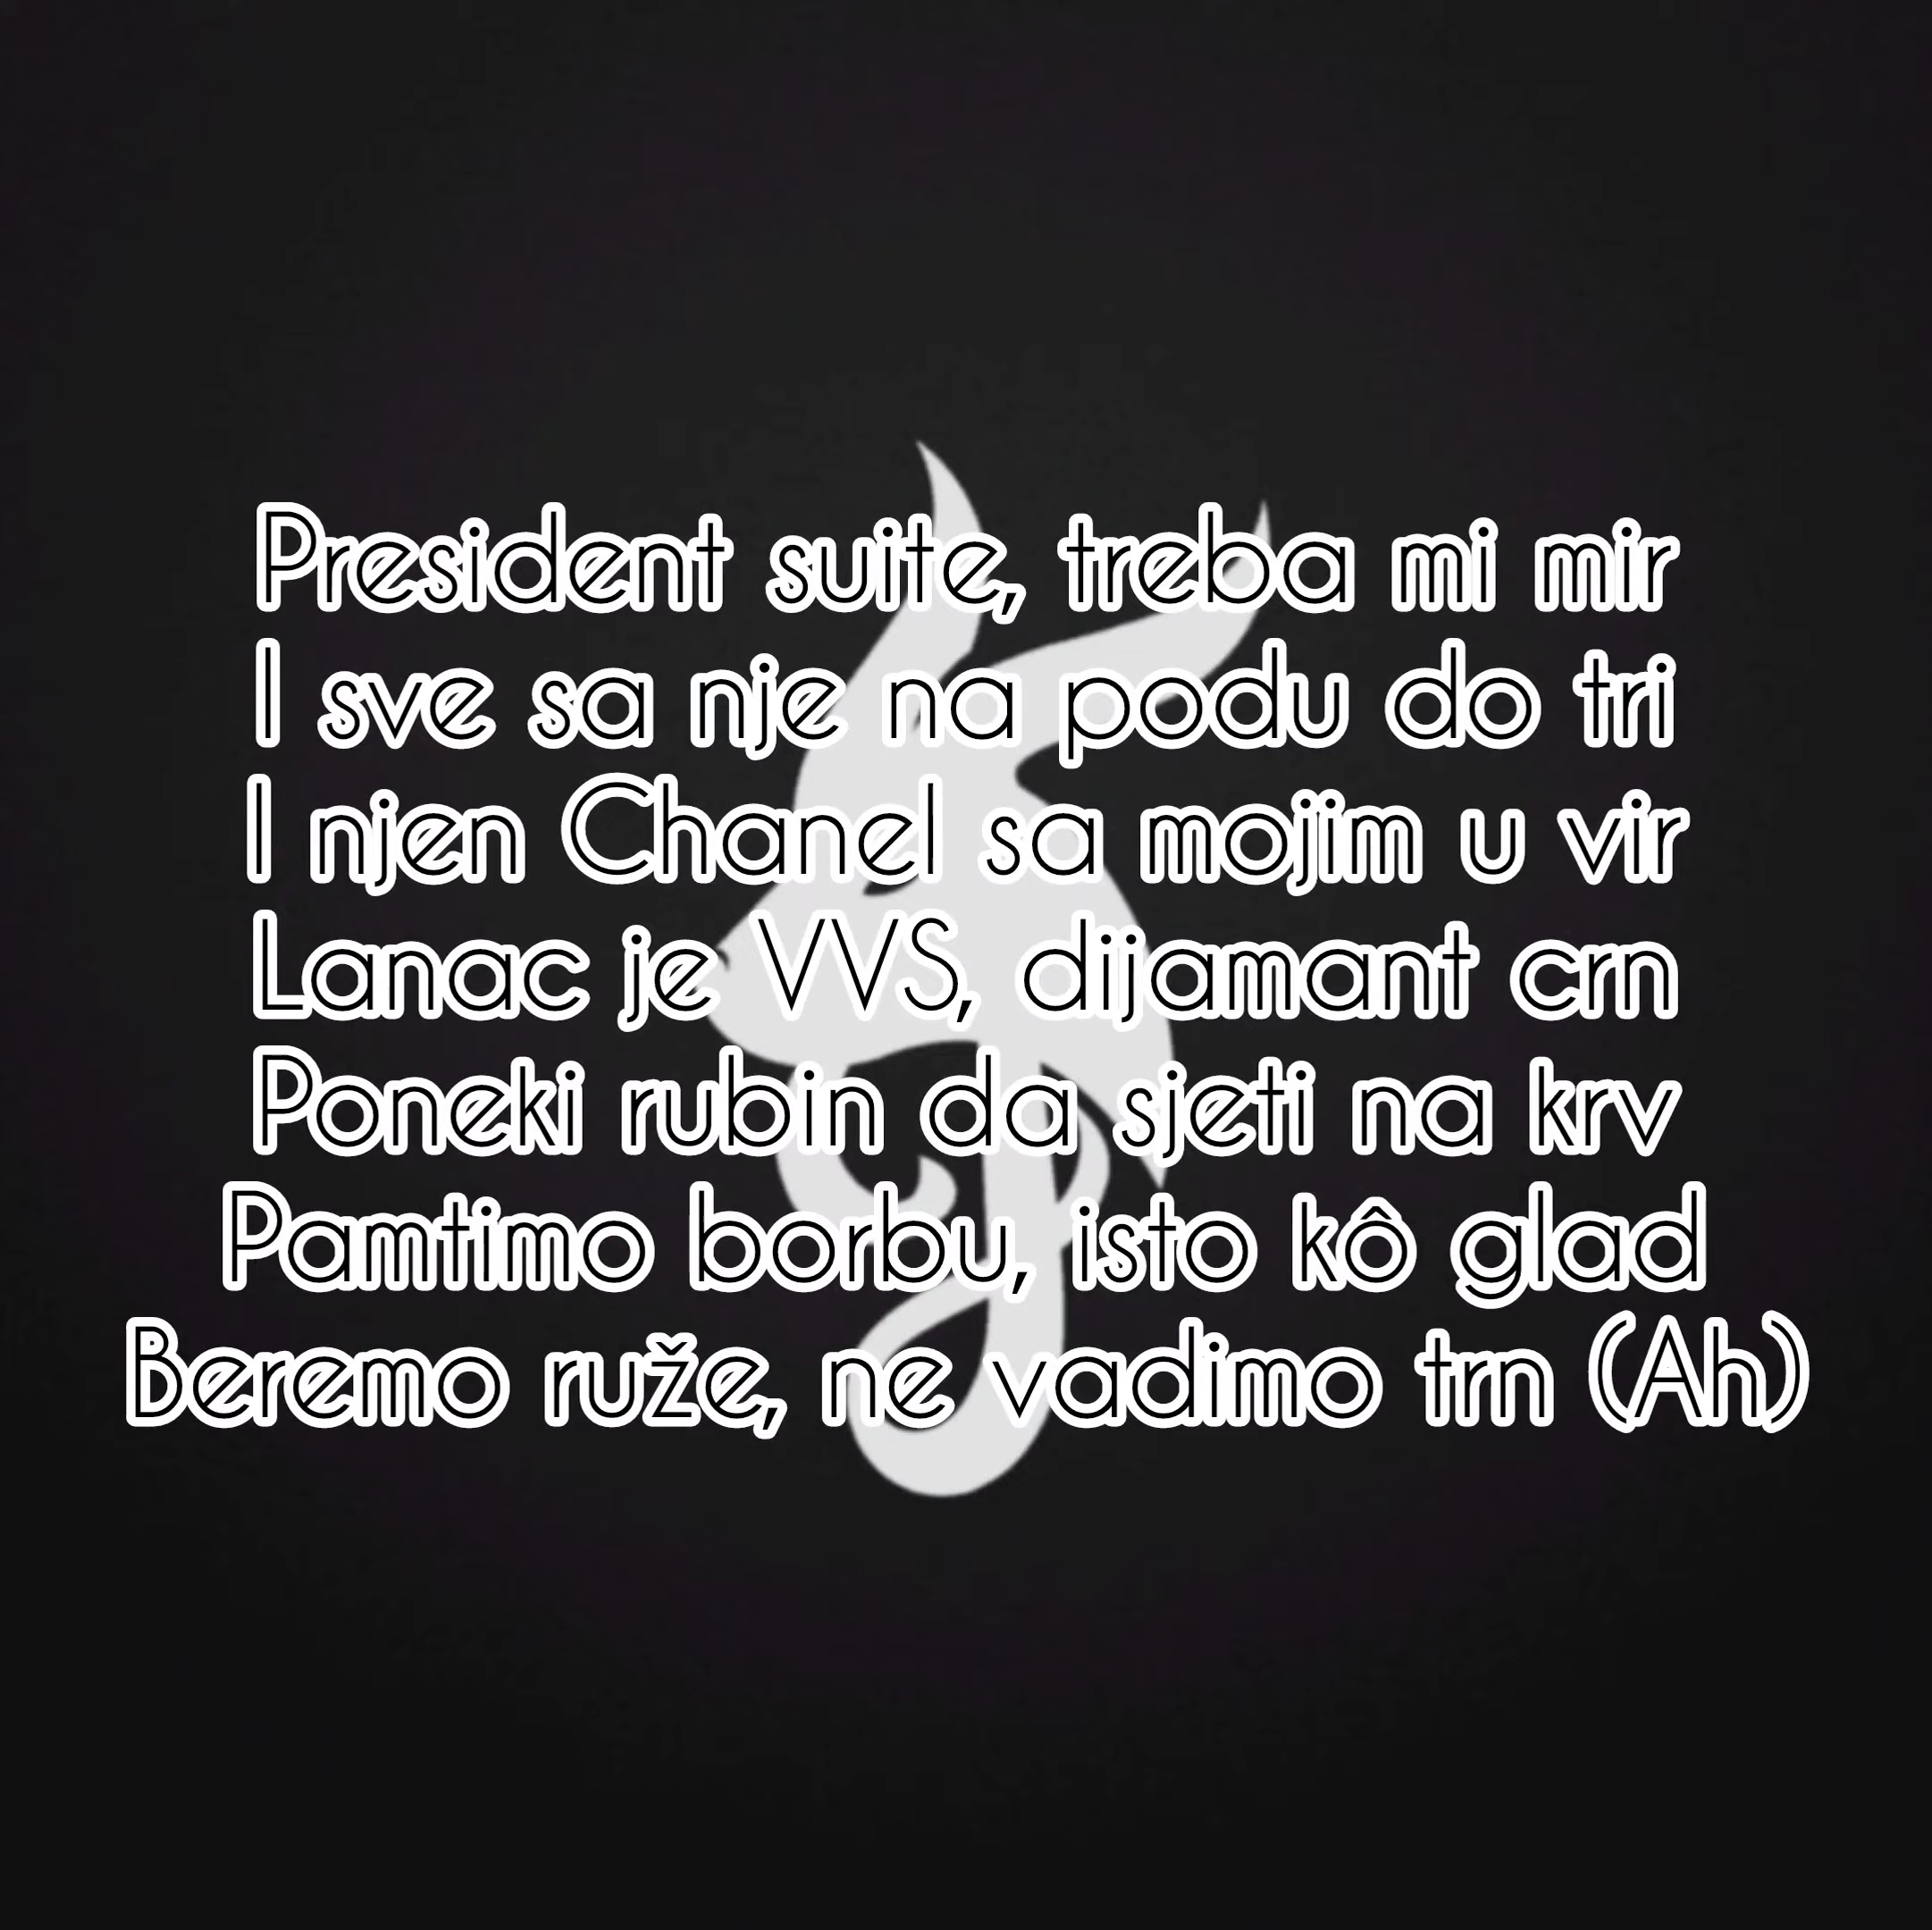 President suite, treba mi mir
I sve sa nje na podu do tri
I njen Chanel sa mojim u vir
Lanac je VVS, dijamant crn
Poneki rubin da sjeti na krv
Pamtimo borbu, isto kô glad
Beremo ruže, ne vadimo trn (Ah)